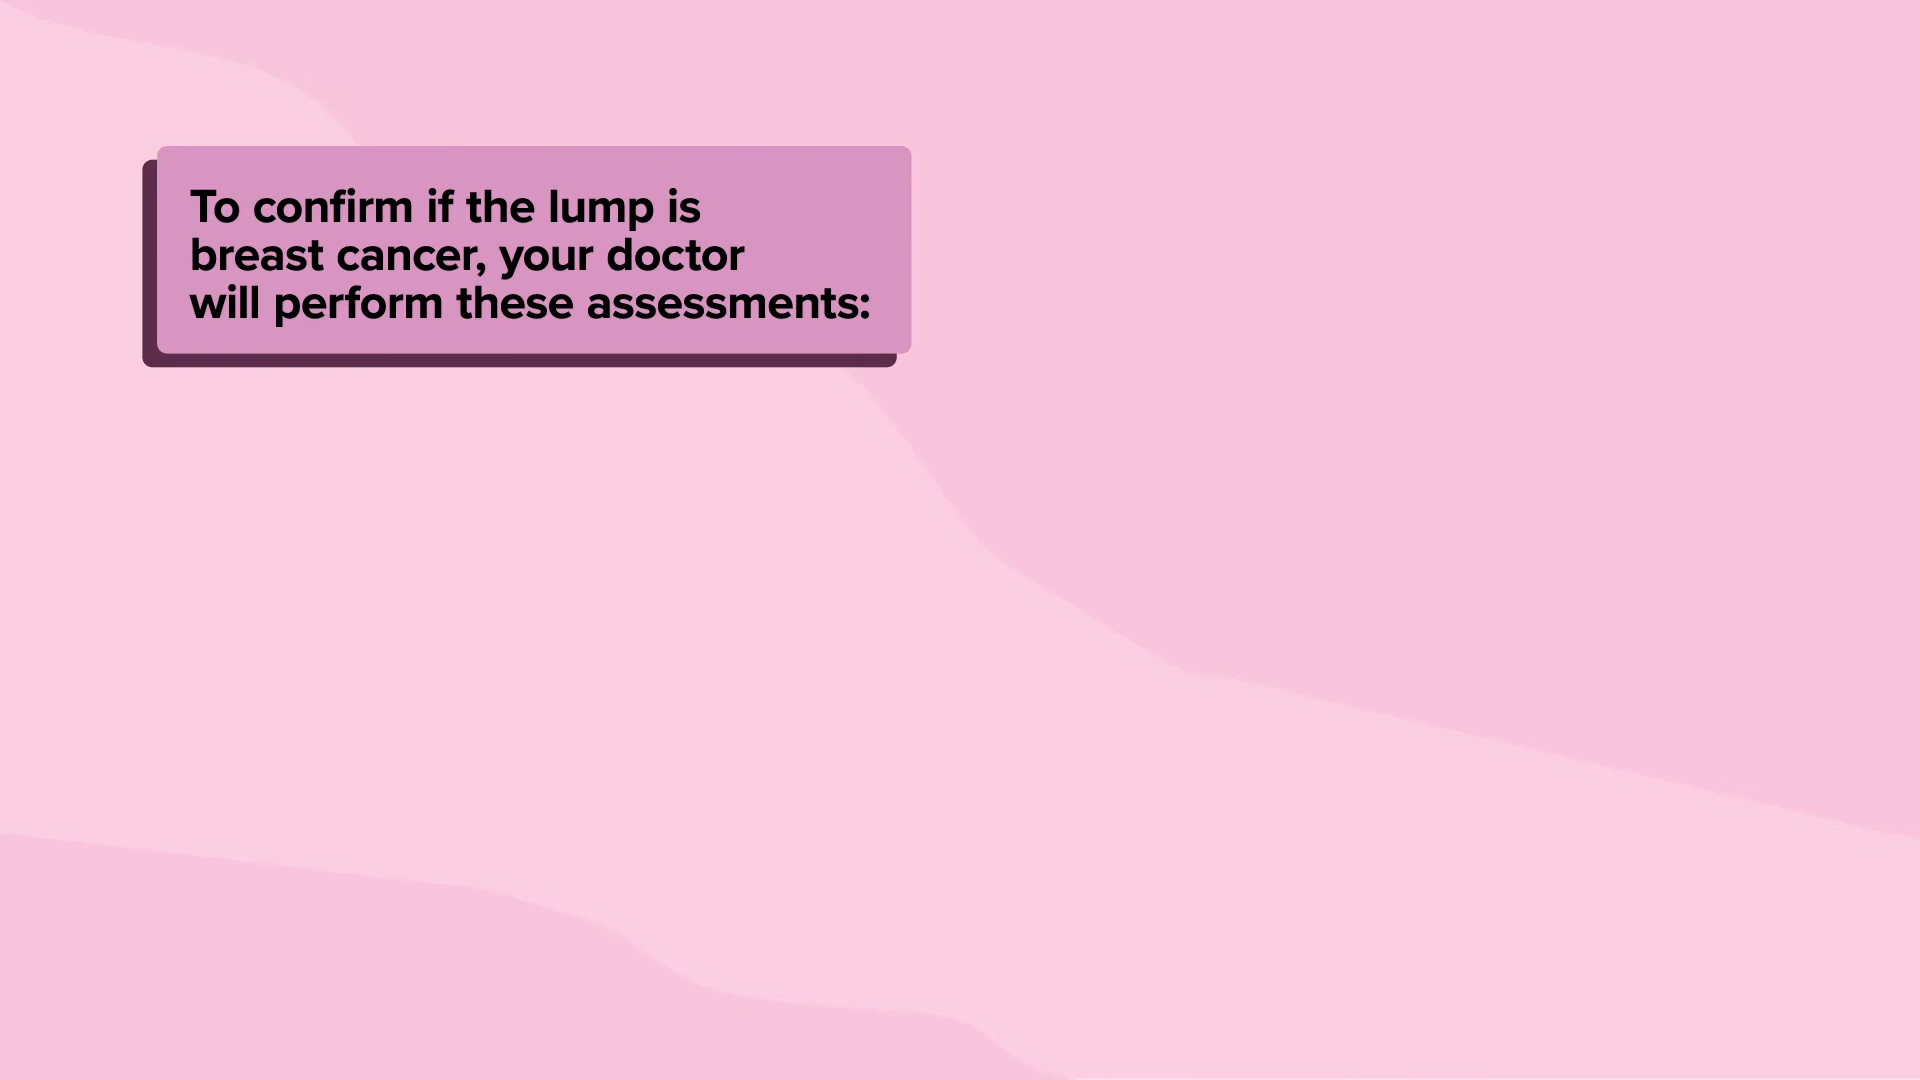 To confirm if the lump is
breast cancer, your doctor
will perform these assessments: